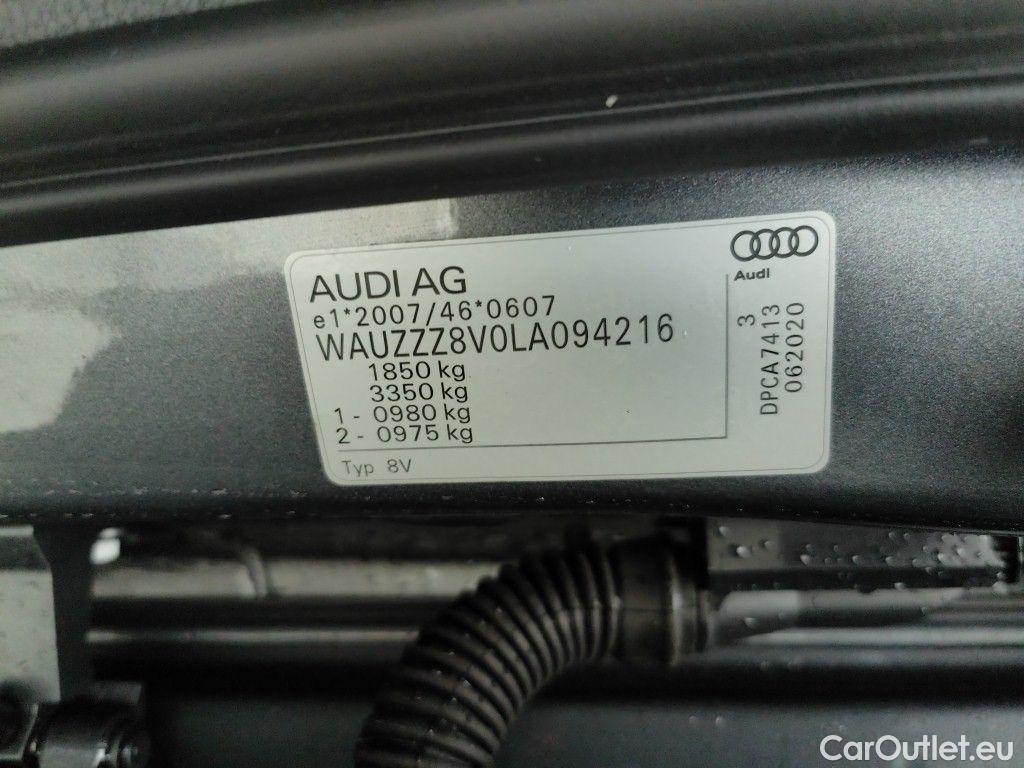 AUDI AG
e1*2007/46*0607
WAUZZZ8V0LA094216
1850 kg
3350 kg
1 - 0980 kg
2 - 0975 kg
Typ 8V
Audi
3
DPCA7413
062020
CarOutlet.eu